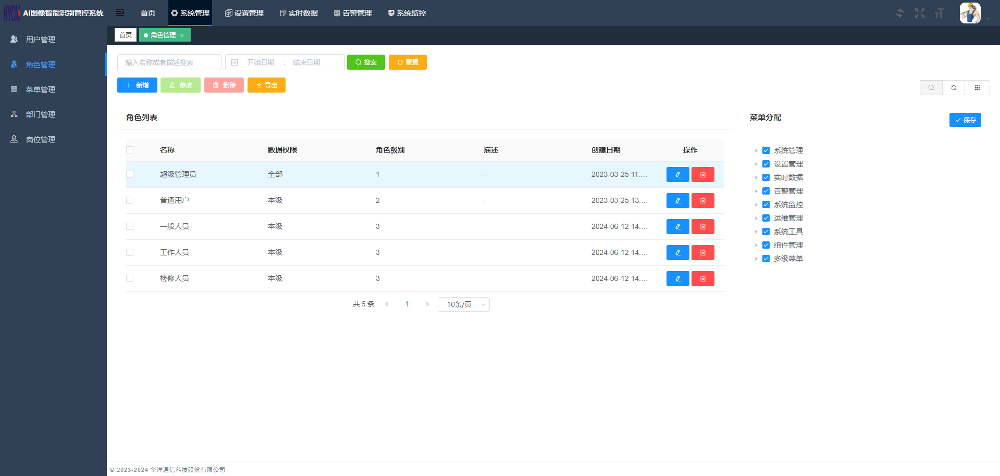 HYCM AI图像智能识别管控系统 首页 系统管理 设置管理 实时数据 告警管理 系统监控
首页 角色管理 ×
用户管理
角色管理
菜单管理
部门管理
岗位管理
输入名称或者描述搜索 开始日期 : 结束日期 搜索 重置
新增 修改 删除 导出
角色列表
名称 数据权限 角色级别 描述 创建日期 操作
超级管理员 全部 1 - 2023-03-25 11:...
普通用户 本级 2 - 2023-03-25 13:...
一般人员 本级 3 2024-06-12 14:...
工作人员 本级 3 2024-06-12 14:...
检修人员 本级 3 2024-06-12 14:...
共 5 条 1 10条/页
菜单分配 保存
系统管理
设置管理
实时数据
告警管理
系统监控
运维管理
系统工具
组件管理
多级菜单
© 2023-2024 华洋通信科技股份有限公司